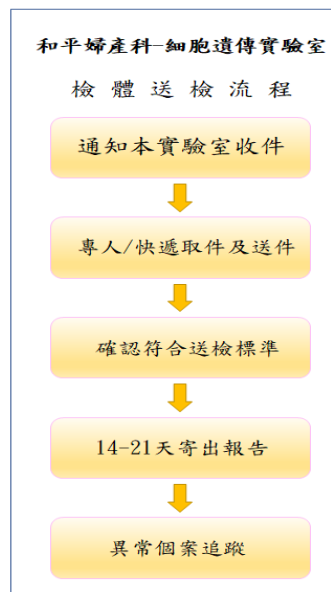 和平婦產科-細胞遺傳實驗室
檢體送檢流程
通知本實驗室收件
專人/快遞取件及送件
確認符合送檢標準
14-21天寄出報告
異常個案追蹤